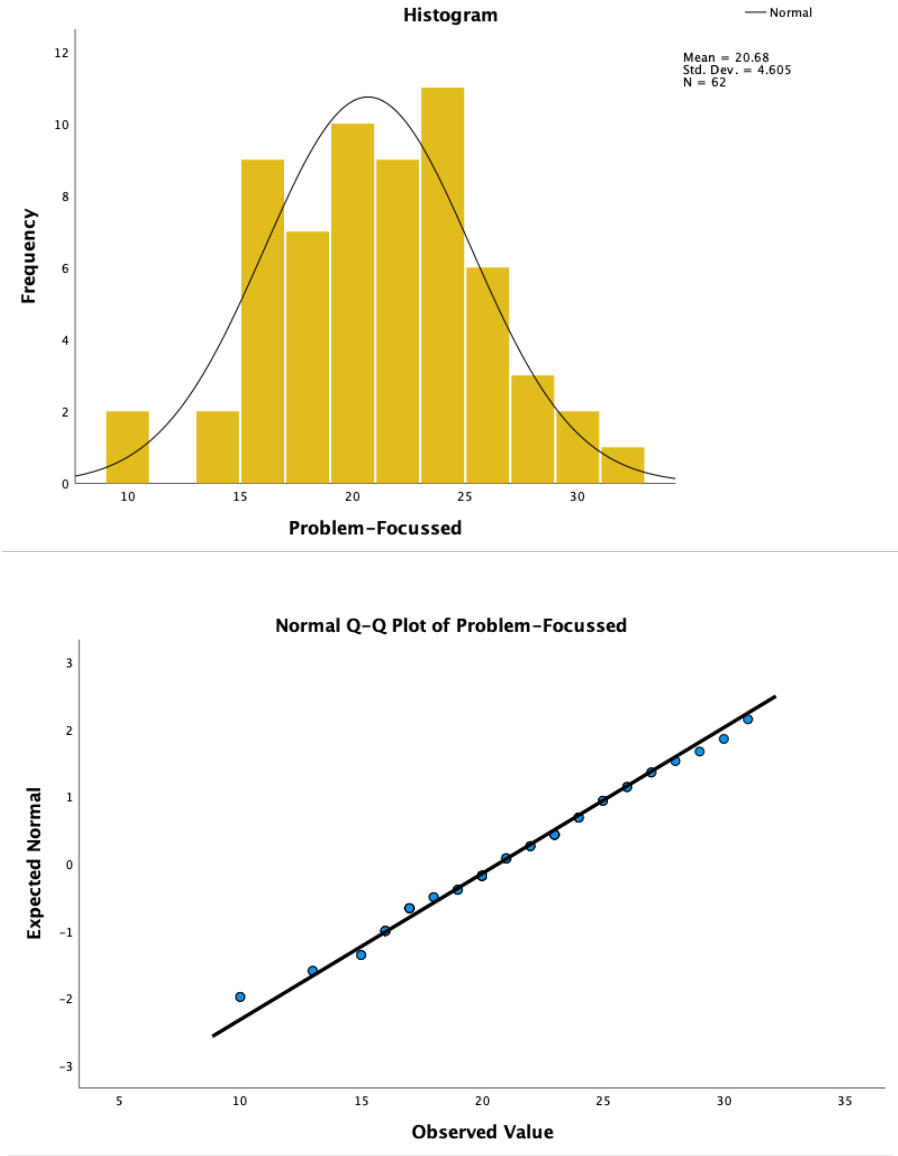 Histogram
Normal
Mean = 20.68
Std. Dev. = 4.605
N = 62
12
10
8
6
4
2
0
Frequency
10 15 20 25 30
Problem-Focussed
Normal Q-Q Plot of Problem-Focussed
3
2
1
0
-1
-2
-3
Expected Normal
5 10 15 20 25 30 35
Observed Value